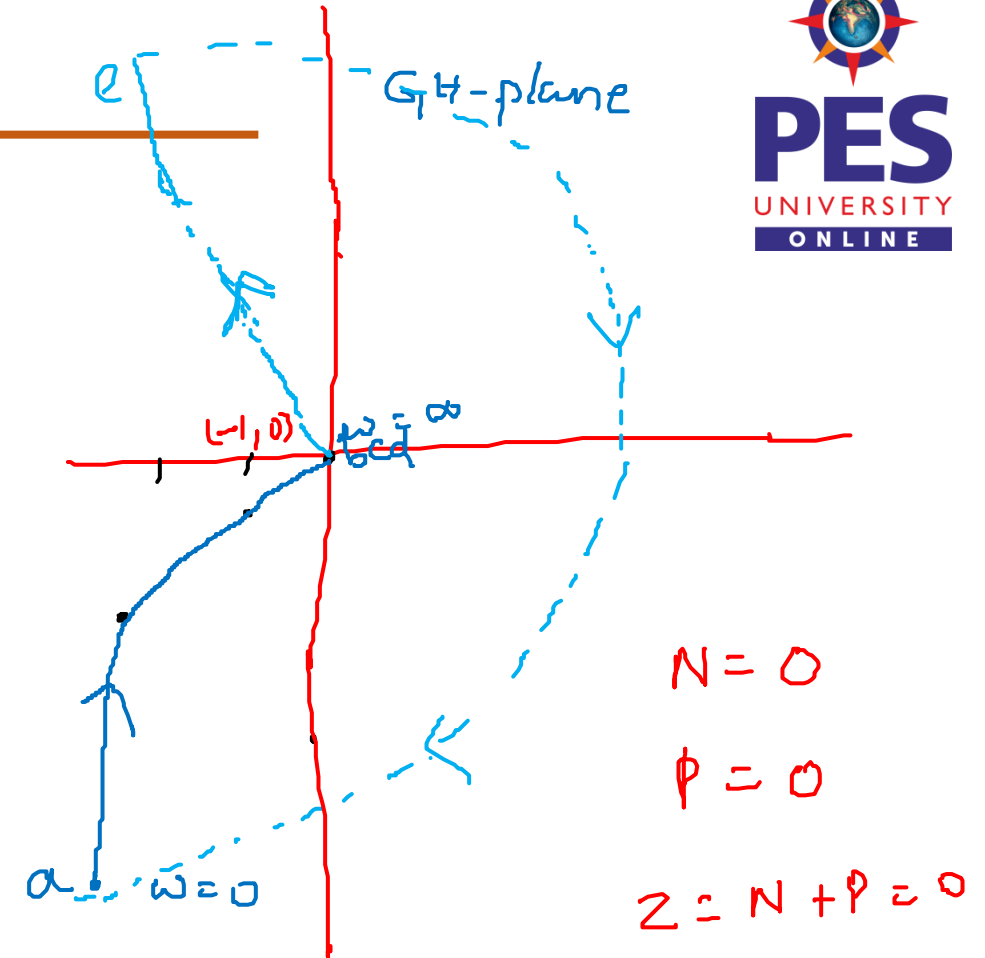 PES
UNIVERSITY
ONLINE
e
GH-plane
(-1, 0)
ω = ∞
bcd
a
ω = 0
N = 0
P = 0
Z = N + P = 0